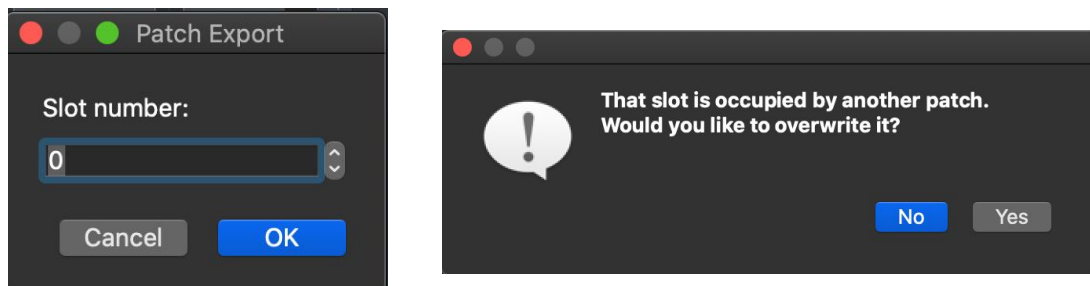 Patch Export
Slot number:
0
Cancel
OK
That slot is occupied by another patch.
Would you like to overwrite it?
No
Yes